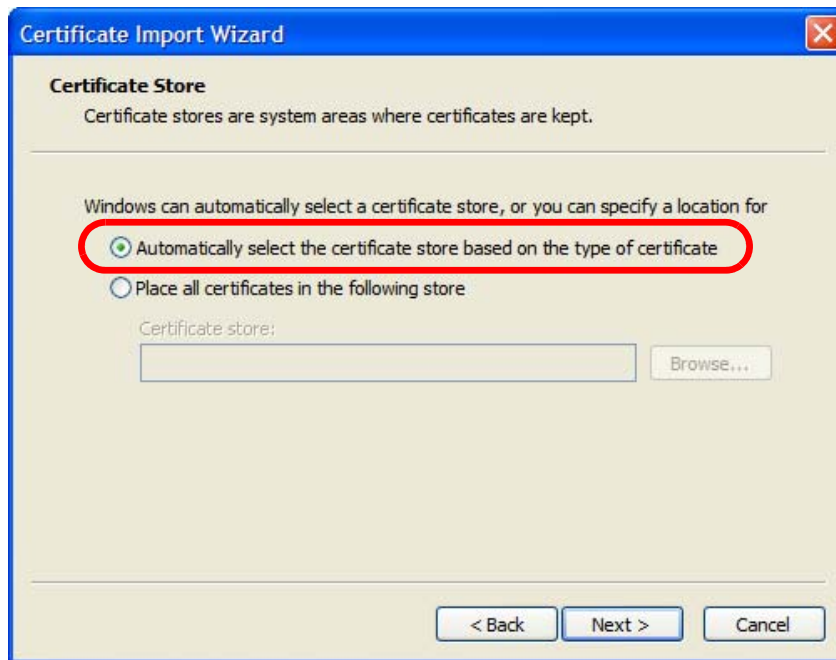 Certificate Import Wizard
Certificate Store
Certificate stores are system areas where certificates are kept.
Windows can automatically select a certificate store, or you can specify a location for
Automatically select the certificate store based on the type of certificate
Place all certificates in the following store
Certificate store:
Browse...
< Back
Next >
Cancel